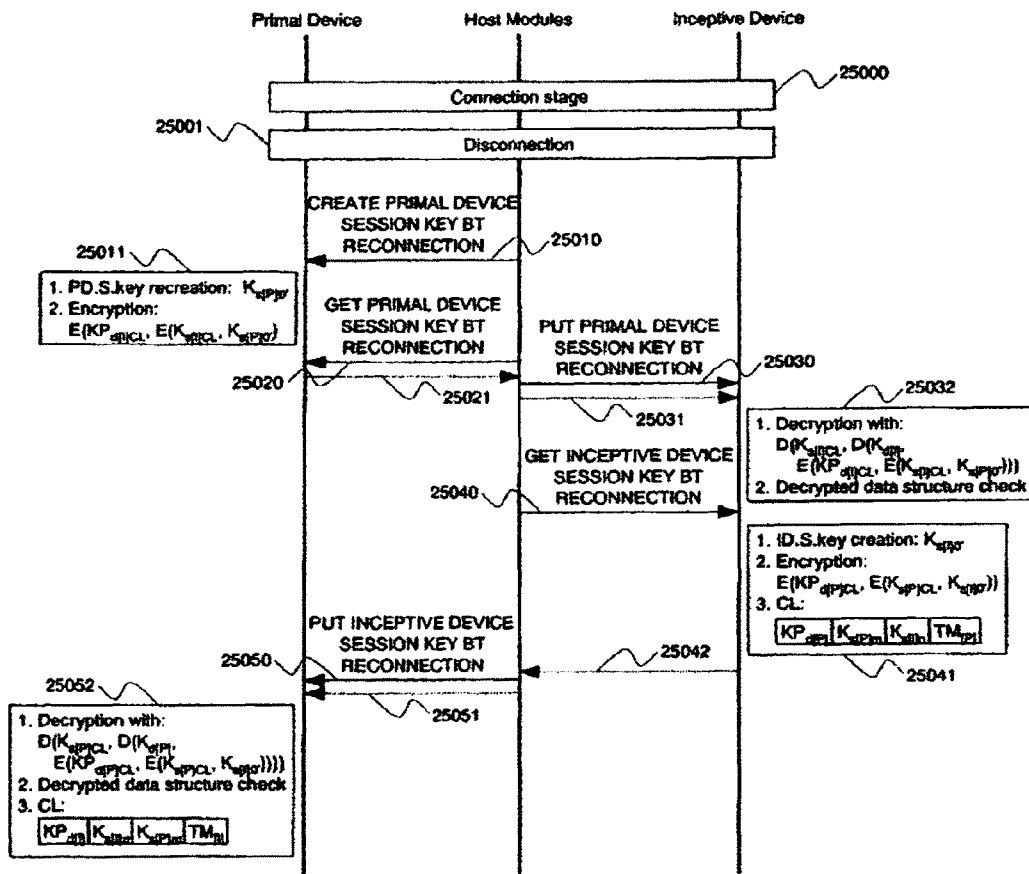 Primal Device
Host Modules
Inceptive Device
25000
Connection stage
25001
Disconnection
CREATE PRIMAL DEVICE
SESSION KEY BT
RECONNECTION
25010
25011
1. PD.S.key recreation:
2. Encryption:
GET PRIMAL DEVICE
SESSION KEY BT
RECONNECTION
25020
25021
PUT PRIMAL DEVICE
SESSION KEY BT
RECONNECTION
25030
25031
25032
1. Decryption with:
2. Decrypted data structure check
GET INCEPTIVE DEVICE
SESSION KEY BT
RECONNECTION
25040
1. ID.S.key creation:
2. Encryption:
3. CL:
25041
25042
PUT INCEPTIVE DEVICE
SESSION KEY BT
RECONNECTION
25050
25051
25052
1. Decryption with:
2. Decrypted data structure check
3. CL: